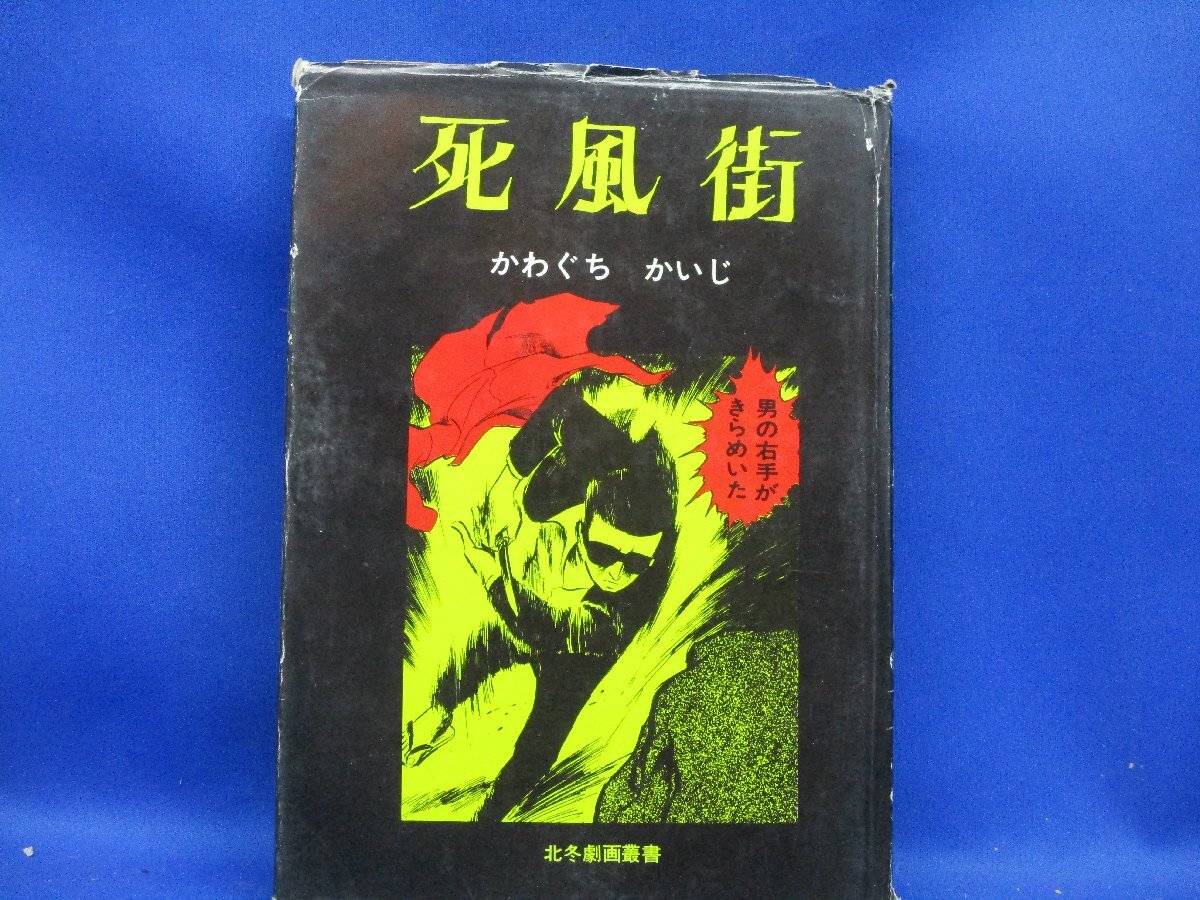 死風街
かわぐち かいじ
男の右手が
きらめいた
北冬劇画叢書